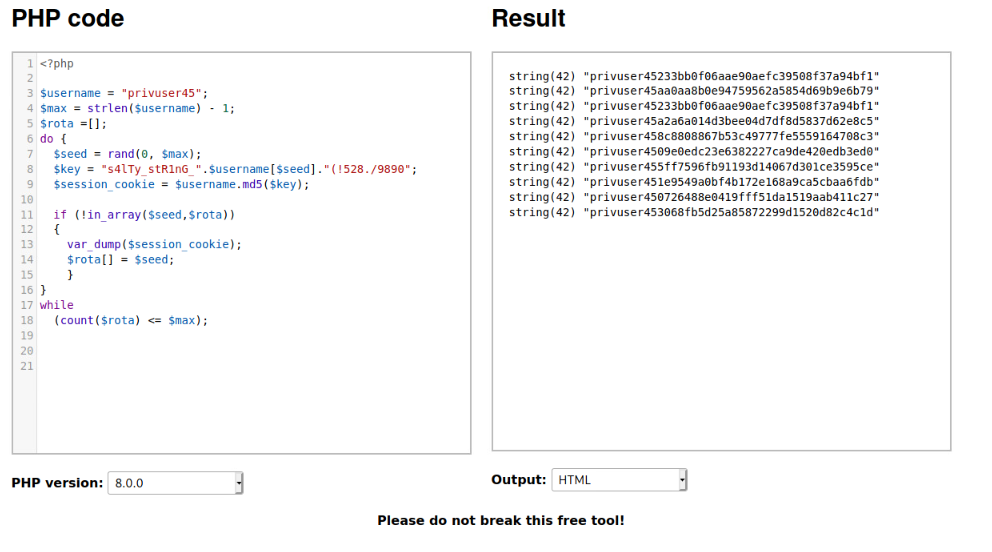 PHP code
1 <?php
2
3 $username = "privuser45";
4 $max = strlen($username) - 1;
5 $rota =[];
6 do {
7 $seed = rand(0, $max);
8 $key = "s4lTy_stR1nG_".$username[$seed]."(!528./9890";
9 $session_cookie = $username.md5($key);
10
11 if (!in_array($seed,$rota))
12 {
13 var_dump($session_cookie);
14 $rota[] = $seed;
15 }
16 }
17 while
18 (count($rota) <= $max);
19
20
21
PHP version: 8.0.0
Result
string(42) "privuser45233bb0f06aae90aefc39508f37a94bf1"
string(42) "privuser45aa0aa8b0e94759562a5854d69b9e6b79"
string(42) "privuser45233bb0f06aae90aefc39508f37a94bf1"
string(42) "privuser45a2a6a014d3bee04d7df8d5837d62e8c5"
string(42) "privuser458c8808867b53c49777fe5559164708c3"
string(42) "privuser4509e0edc23e6382227ca9de420edb3ed0"
string(42) "privuser455ff7596fb91193d14067d301ce3595ce"
string(42) "privuser451e9549a0bf4b172e168a9ca5cbaa6fdb"
string(42) "privuser450726488e0419fff51da1519aab411c27"
string(42) "privuser453068fb5d25a85872299d1520d82c4c1d"
Output: HTML
Please do not break this free tool!